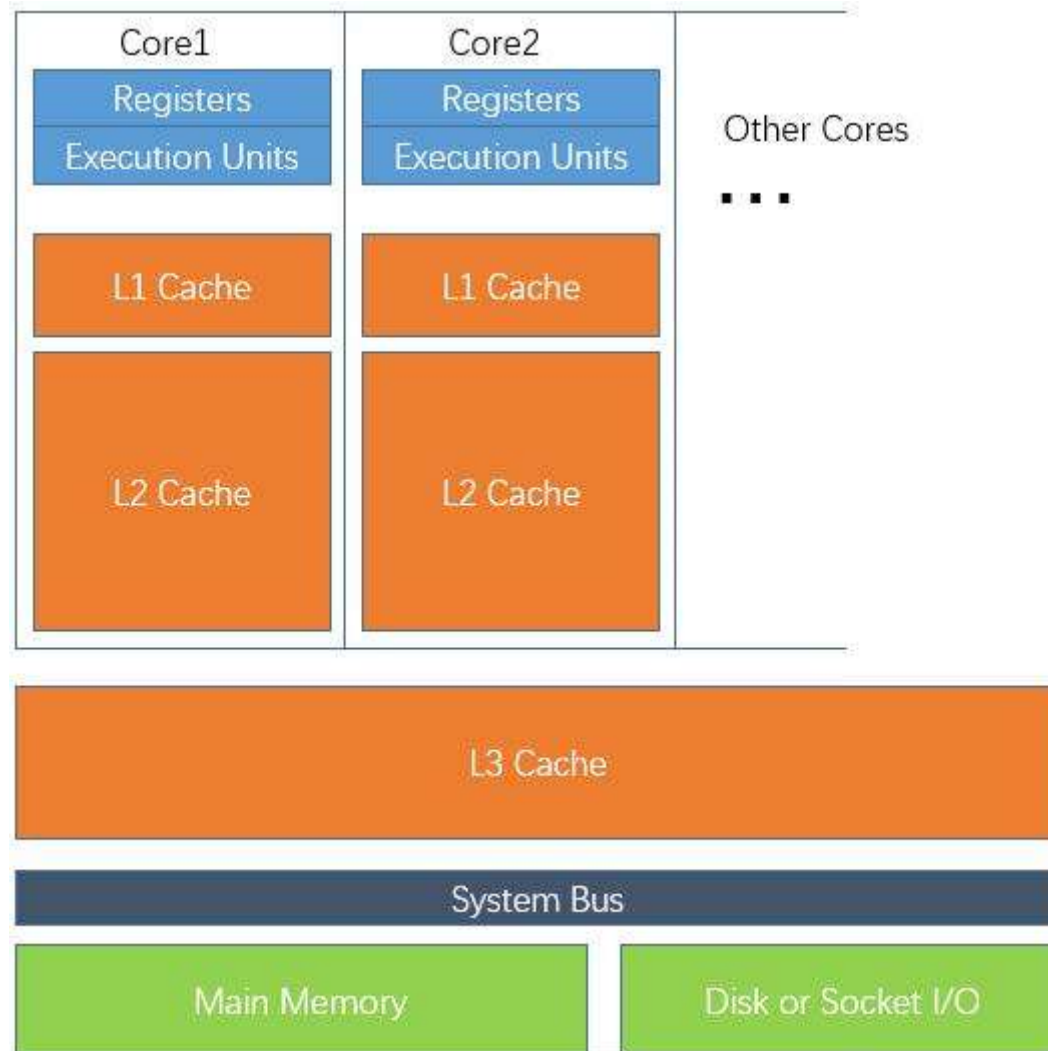 Core1
Registers
Execution Units
L1 Cache
L2 Cache
Core2
Registers
Execution Units
L1 Cache
L2 Cache
Other Cores
...
L3 Cache
System Bus
Main Memory
Disk or Socket I/O